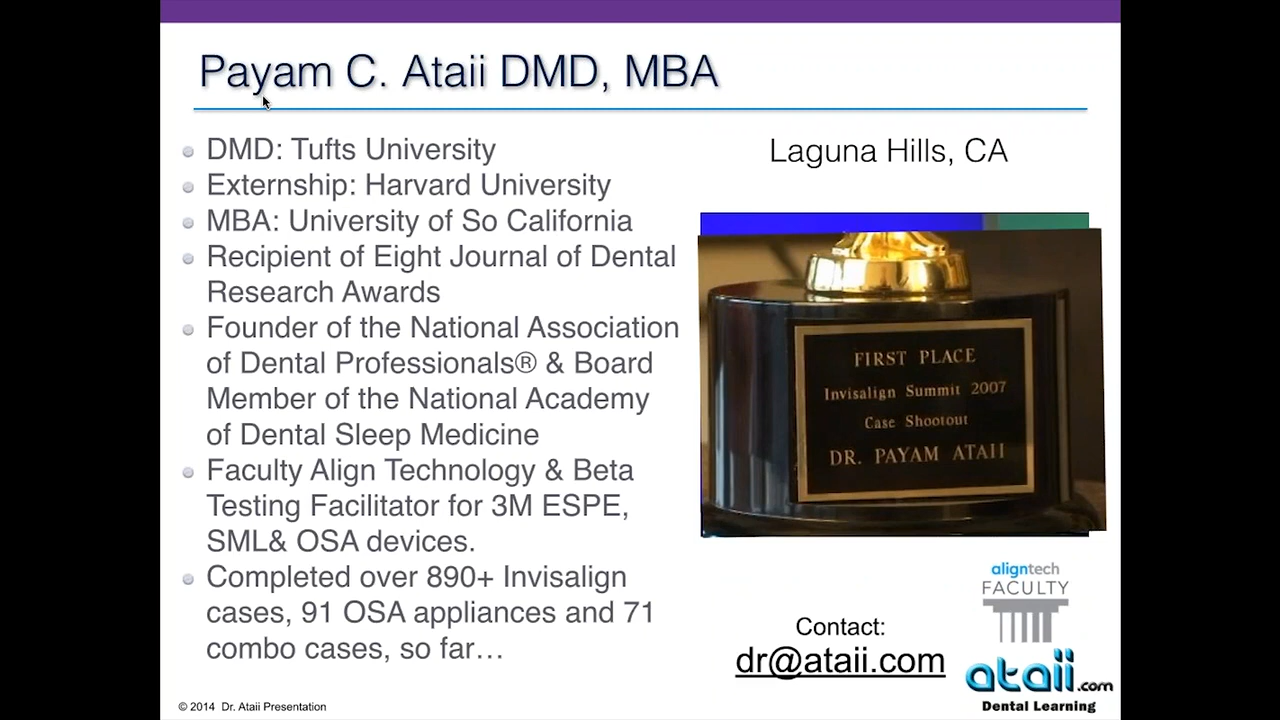 Payam C. Ataii DMD, MBA
DMD: Tufts University
Externship: Harvard University
MBA: University of So California
Recipient of Eight Journal of Dental
Research Awards
Founder of the National Association
of Dental Professionals® & Board
Member of the National Academy
of Dental Sleep Medicine
Faculty Align Technology & Beta
Testing Facilitator for 3M ESPE,
SML& OSA devices.
Completed over 890+ Invisalign
cases, 91 OSA appliances and 71
combo cases, so far…
Laguna Hills, CA
FIRST PLACE
Invisalign Summit 2007
Case Shootout
DR. PAYAM ATAII
Contact:
dr@ataii.com
aligntech
FACULTY
ataii.com
Dental Learning
© 2014 Dr. Ataii Presentation